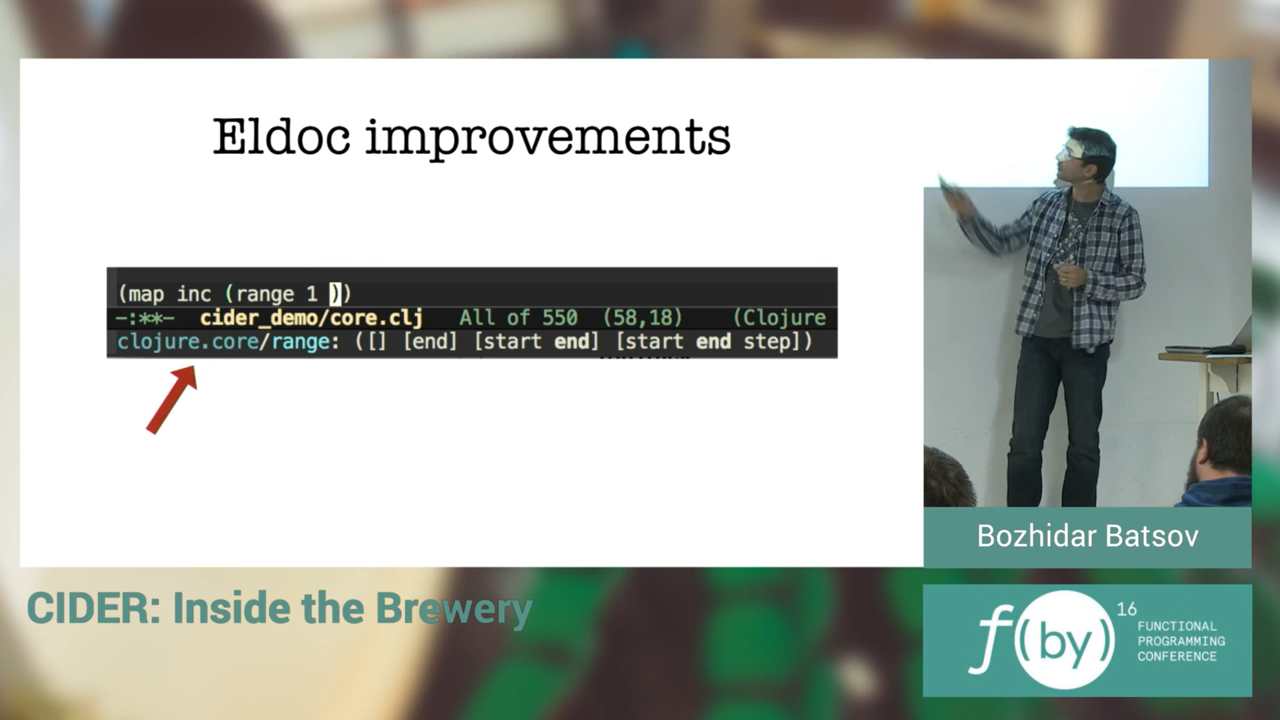 Eldoc improvements
(map inc (range 1 ))
-:**- cider_demo/core.clj All of 550 (58,18) (Clojure
clojure.core/range: ([] [end] [start end] [start end step])
Bozhidar Batsov
CIDER: Inside the Brewery
f(by) 16
FUNCTIONAL
PROGRAMMING
CONFERENCE